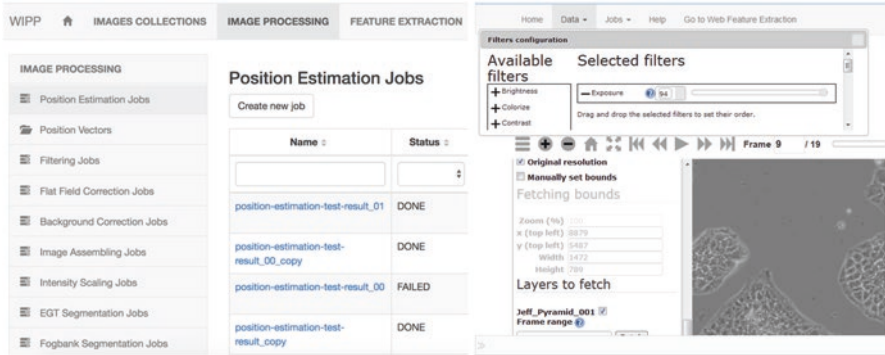 WIPP IMAGES COLLECTIONS IMAGE PROCESSING FEATURE EXTRACTION
IMAGE PROCESSING
Position Estimation Jobs
Position Vectors
Filtering Jobs
Flat Field Correction Jobs
Background Correction Jobs
Image Assembling Jobs
Intensity Scaling Jobs
EGT Segmentation Jobs
Fogbank Segmentation Jobs
Position Estimation Jobs
Create new job
Name Status
position-estimation-test-result_01 DONE
position-estimation-test- DONE
result_00_copy
position-estimation-test-result_00 FAILED
position-estimation-test- DONE
result_copy
Home Data Jobs Help Go to Web Feature Extraction
Filters configuration
Available
filters
Brightness
Colorize
Contrast
Selected filters
Exposure 94
Drag and drop the selected filters to set their order.
Frame 9 / 19
Original resolution
Manually set bounds
Fetching bounds
Zoom (%) 100
x (top left) 8879
y (top left) 5487
Width 1472
Height 709
Layers to fetch
Jeff_Pyramid_001
Frame range